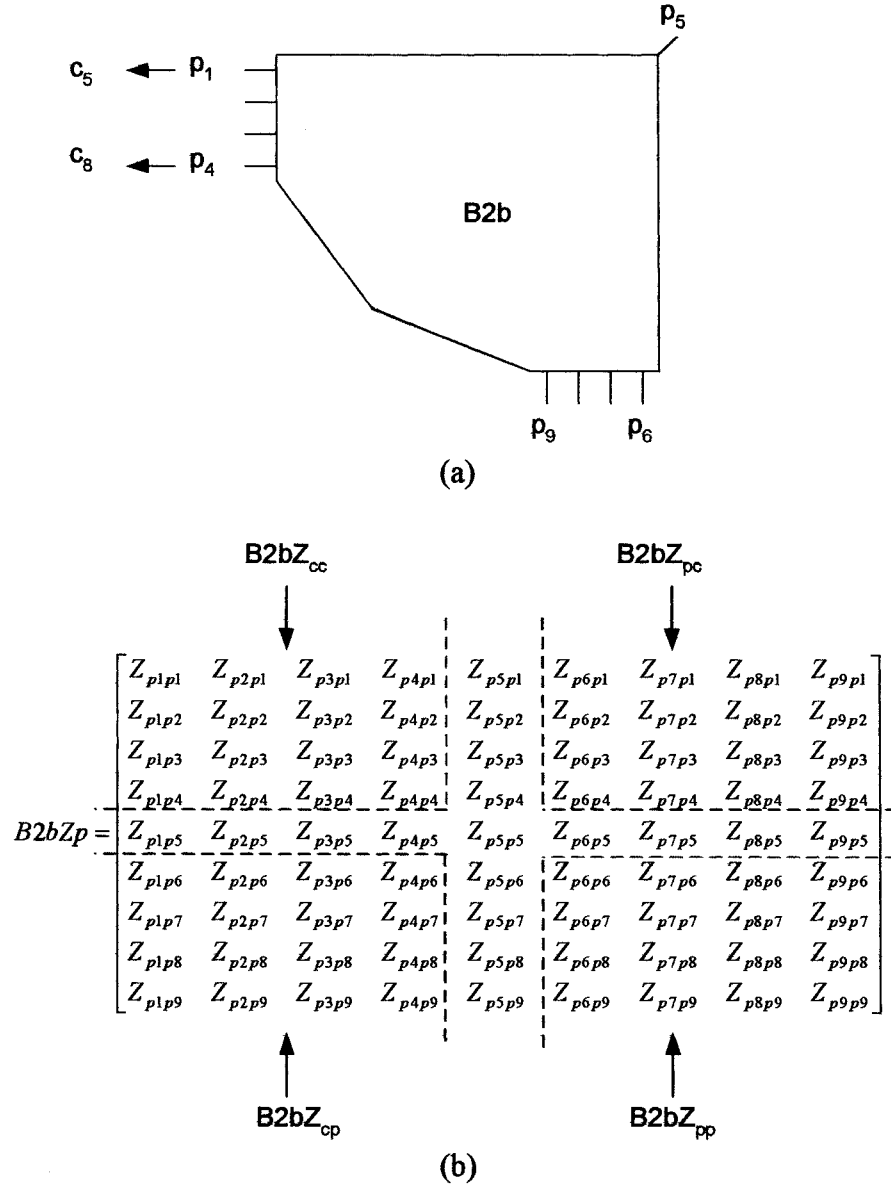 p5
c5 p1
c8 p4
B2b
p9 p6
(a)
B2bZcc B2bZpc
Zp1p1 Zp2p1 Zp3p1 Zp4p1 Zp5p1 Zp6p1 Zp7p1 Zp8p1 Zp9p1
Zp1p2 Zp2p2 Zp3p2 Zp4p2 Zp5p2 Zp6p2 Zp7p2 Zp8p2 Zp9p2
Zp1p3 Zp2p3 Zp3p3 Zp4p3 Zp5p3 Zp6p3 Zp7p3 Zp8p3 Zp9p3
Zp1p4 Zp2p4 Zp3p4 Zp4p4 Zp5p4 Zp6p4 Zp7p4 Zp8p4 Zp9p4
B2bZp = Zp1p5 Zp2p5 Zp3p5 Zp4p5 Zp5p5 Zp6p5 Zp7p5 Zp8p5 Zp9p5
Zp1p6 Zp2p6 Zp3p6 Zp4p6 Zp5p6 Zp6p6 Zp7p6 Zp8p6 Zp9p6
Zp1p7 Zp2p7 Zp3p7 Zp4p7 Zp5p7 Zp6p7 Zp7p7 Zp8p7 Zp9p7
Zp1p8 Zp2p8 Zp3p8 Zp4p8 Zp5p8 Zp6p8 Zp7p8 Zp8p8 Zp9p8
Zp1p9 Zp2p9 Zp3p9 Zp4p9 Zp5p9 Zp6p9 Zp7p9 Zp8p9 Zp9p9
B2bZcp B2bZpp
(b)